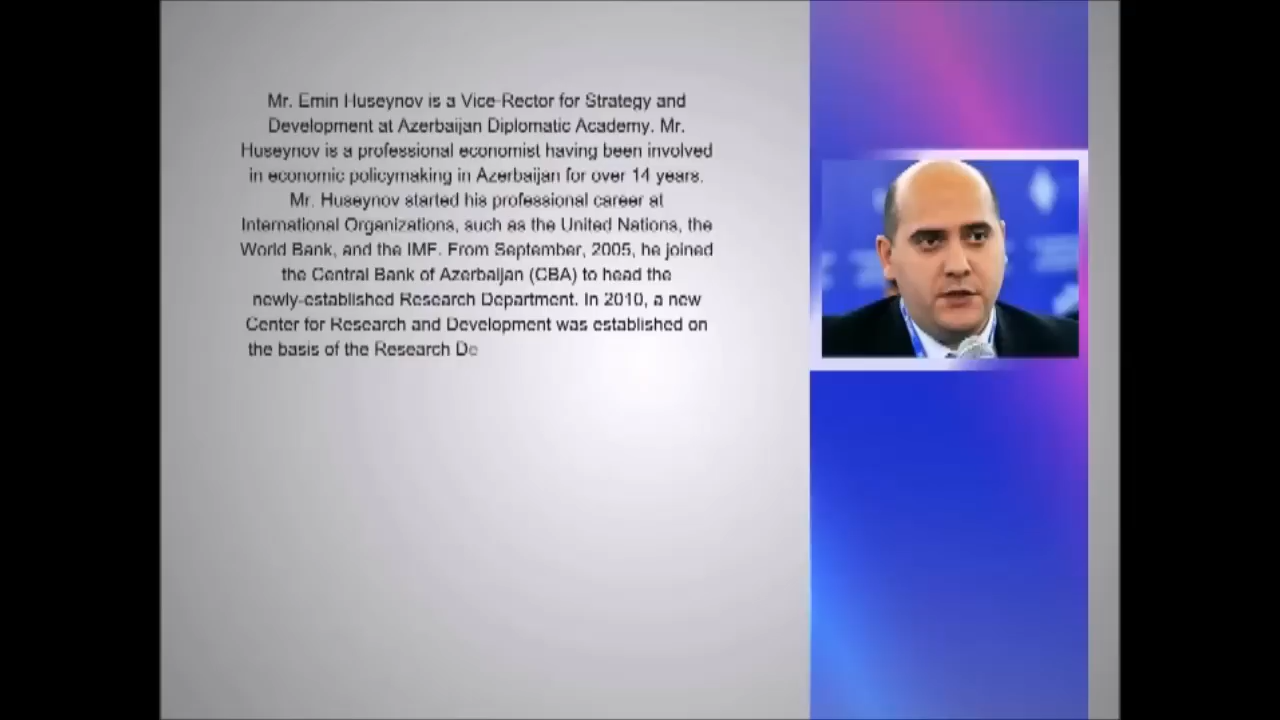 Mr. Emin Huseynov is a Vice-Rector for Strategy and
Development at Azerbaijan Diplomatic Academy. Mr.
Huseynov is a professional economist having been involved
in economic policymaking in Azerbaijan for over 14 years.
Mr. Huseynov started his professional career at
International Organizations, such as the United Nations, the
World Bank, and the IMF. From September, 2005, he joined
the Central Bank of Azerbaijan (CBA) to head the
newly-established Research Department. In 2010, a new
Center for Research and Development was established on
the basis of the Research De